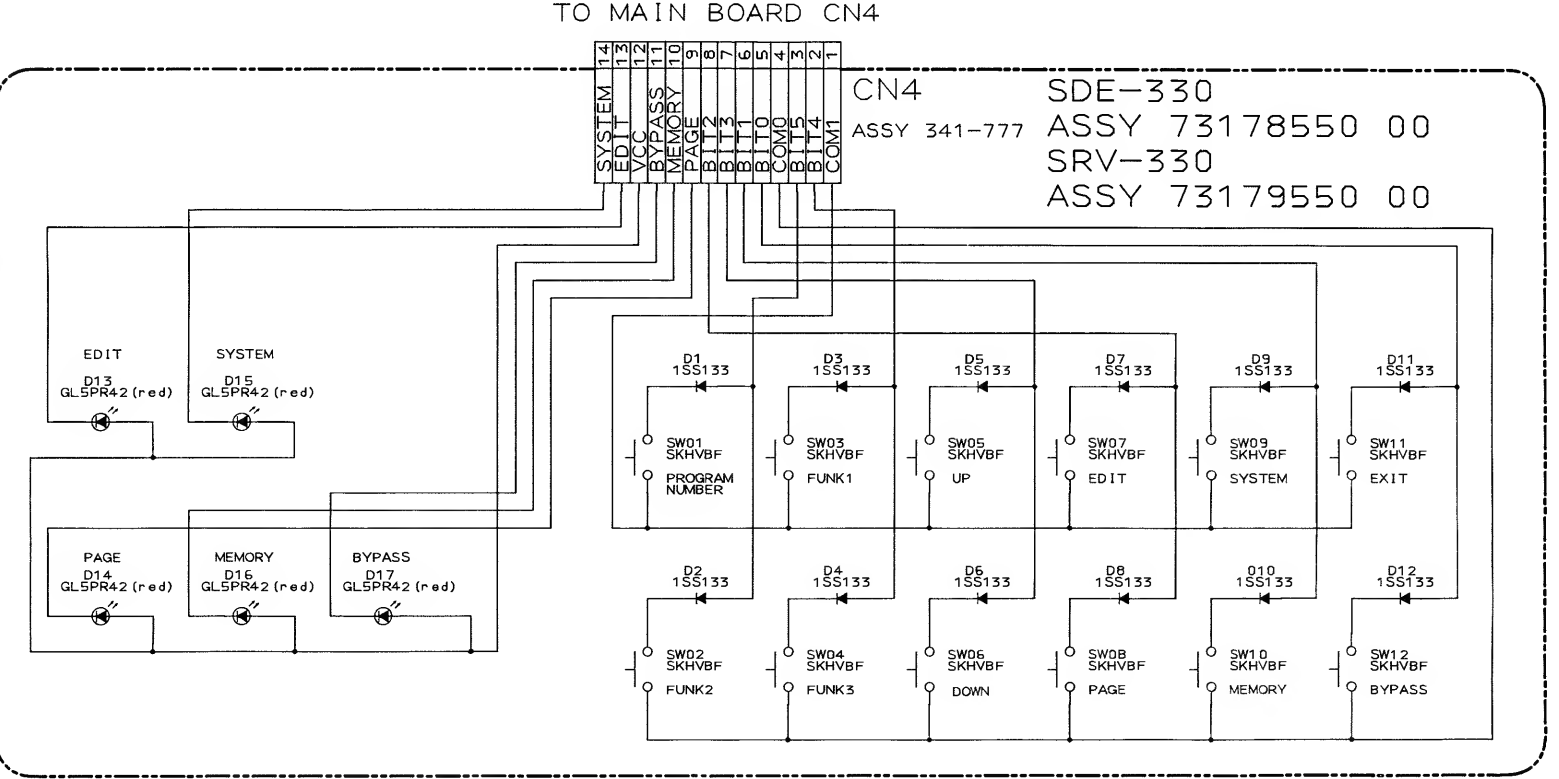 TO MAIN BOARD CN4
14 13 12 11 10 9 8 7 6 5 4 3 2 1
SYSTEM
EDIT
VCC
BYPASS
MEMORY
PAGE
BIT2
BIT3
BIT1
BIT0
COM0
BIT5
BIT4
COM1
CN4
ASSY 341-777
SDE-330
ASSY 73178550 00
SRV-330
ASSY 73179550 00
EDIT
D13
GL5PR42(red)
SYSTEM
D15
GL5PR42(red)
D1
1SS133
D3
1SS133
D5
1SS133
D7
1SS133
D9
1SS133
D11
1SS133
SW01
SKHVBF
PROGRAM
NUMBER
SW03
SKHVBF
FUNK1
SW05
SKHVBF
UP
SW07
SKHVBF
EDIT
SW09
SKHVBF
SYSTEM
SW11
SKHVBF
EXIT
PAGE
D14
GL5PR42(red)
MEMORY
D16
GL5PR42(red)
BYPASS
D17
GL5PR42(red)
D2
1SS133
D4
1SS133
D6
1SS133
D8
1SS133
D10
1SS133
D12
1SS133
SW02
SKHVBF
FUNK2
SW04
SKHVBF
FUNK3
SW06
SKHVBF
DOWN
SW08
SKHVBF
PAGE
SW10
SKHVBF
MEMORY
SW12
SKHVBF
BYPASS